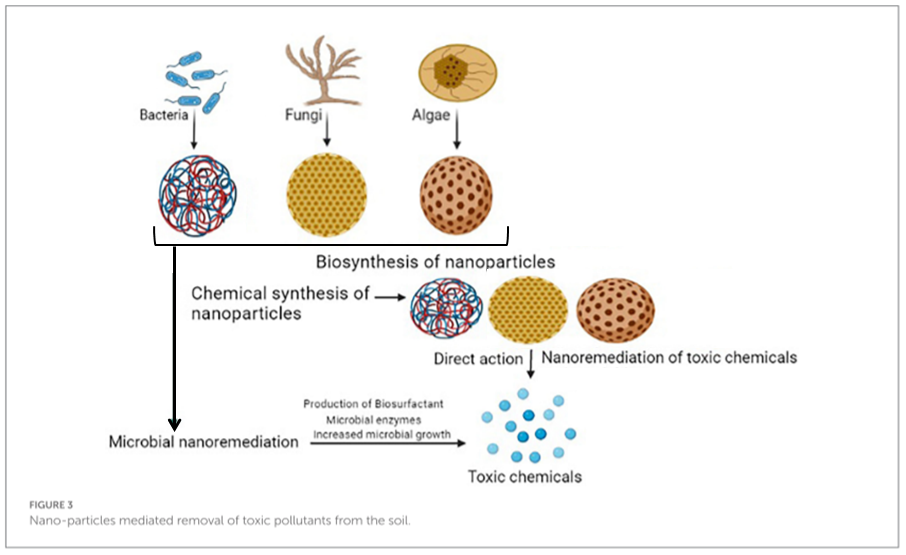 Bacteria
Fungi
Algae
Biosynthesis of nanoparticles
Chemical synthesis of
nanoparticles
Direct action
Nanoremediation of toxic chemicals
Production of Biosurfactant
Microbial enzymes
Increased microbial growth
Microbial nanoremediation
Toxic chemicals
FIGURE 3
Nano-particles mediated removal of toxic pollutants from the soil.